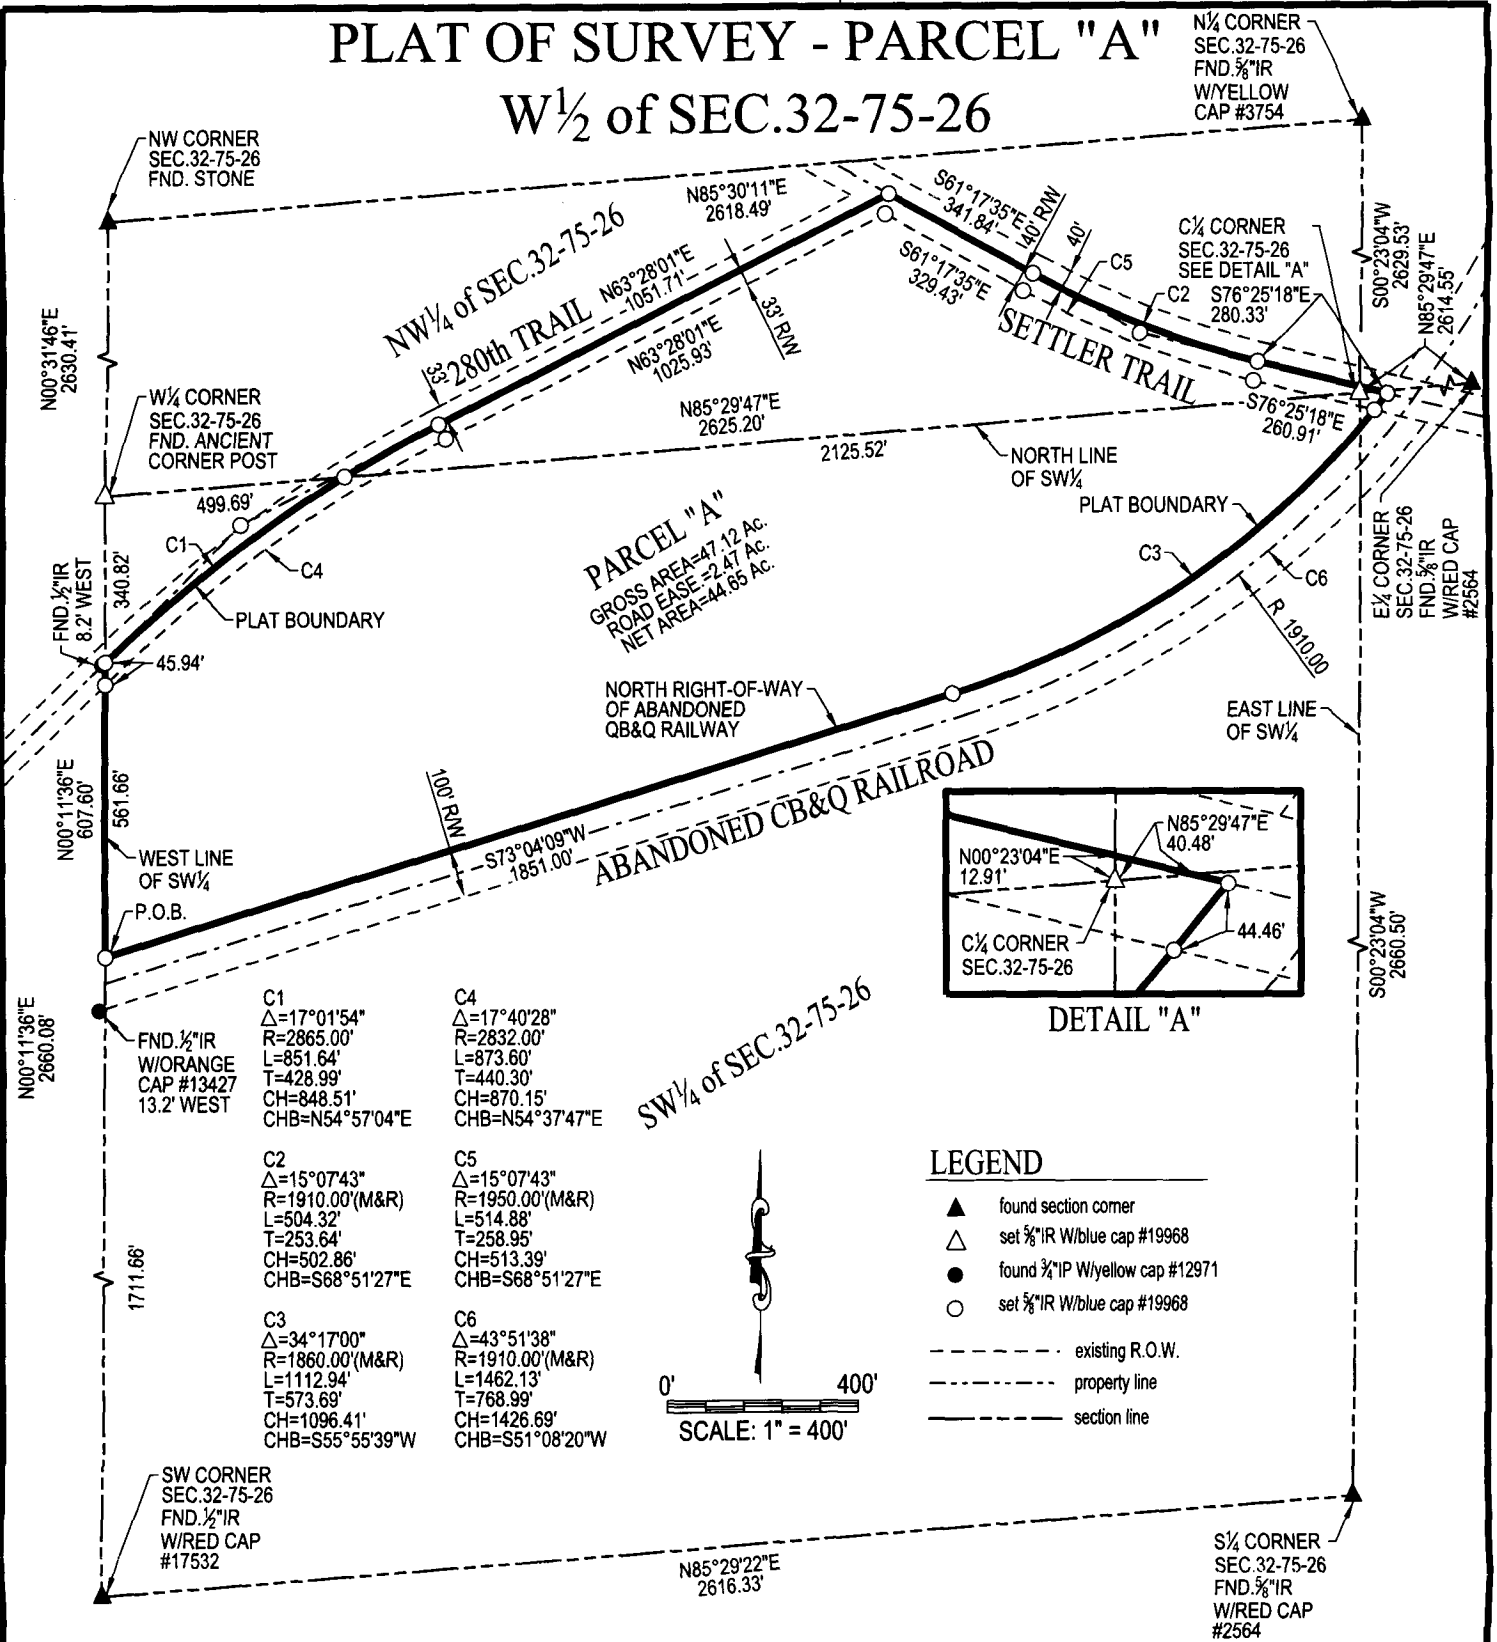 PLAT OF SURVEY - PARCEL "A"
W½ of SEC.32-75-26
N¼ CORNER
SEC.32-75-26
FND.⅝"IR
W/YELLOW
CAP #3754
NW CORNER
SEC.32-75-26
FND. STONE
N85°30'11"E
2618.49'
NW¼ of SEC.32-75-26
N63°28'01"E
1051.71'
280th TRAIL
33'
N63°28'01"E
1025.93'
33' R/W
S61°17'35"E
341.84'
S61°17'35"E
329.43'
40' R/W
40'
C5
C2
SETTLER TRAIL
C¼ CORNER
SEC.32-75-26
SEE DETAIL "A"
S76°25'18"E
280.33'
S76°25'18"E
260.91'
S00°23'04"W
2629.53'
N85°29'47"E
2614.55'
N00°31'46"E
2630.41'
W¼ CORNER
SEC.32-75-26
FND. ANCIENT
CORNER POST
N85°29'47"E
2625.20'
2125.52'
NORTH LINE
OF SW¼
499.69'
C1
C4
PLAT BOUNDARY
FND.½"IR
8.2' WEST
340.82'
45.94'
PARCEL "A"
GROSS AREA=47.12 Ac.
ROAD EASE.=2.47 Ac.
NET AREA=44.65 Ac.
PLAT BOUNDARY
C3
C6
R 1910.00
E¼ CORNER
SEC.32-75-26
FND.⅝"IR
W/RED CAP
#2564
NORTH RIGHT-OF-WAY
OF ABANDONED
QB&Q RAILWAY
EAST LINE
OF SW¼
N00°11'36"E
607.60'
561.66'
WEST LINE
OF SW¼
P.O.B.
100' R/W
S73°04'09"W
1851.00'
ABANDONED CB&Q RAILROAD
N85°29'47"E
40.48'
N00°23'04"E
12.91'
44.46'
C¼ CORNER
SEC.32-75-26
DETAIL "A"
S00°23'04"W
2660.50'
N00°11'36"E
2660.08'
FND.½"IR
W/ORANGE
CAP #13427
13.2' WEST
1711.66'
C1
Δ=17°01'54"
R=2865.00'
L=851.64'
T=428.99'
CH=848.51'
CHB=N54°57'04"E
C4
Δ=17°40'28"
R=2832.00'
L=873.60'
T=440.30'
CH=870.15'
CHB=N54°37'47"E
C2
Δ=15°07'43"
R=1910.00'(M&R)
L=504.32'
T=253.64'
CH=502.86'
CHB=S68°51'27"E
C5
Δ=15°07'43"
R=1950.00'(M&R)
L=514.88'
T=258.95'
CH=513.39'
CHB=S68°51'27"E
C3
Δ=34°17'00"
R=1860.00'(M&R)
L=1112.94'
T=573.69'
CH=1096.41'
CHB=S55°55'39"W
C6
Δ=43°51'38"
R=1910.00'(M&R)
L=1462.13'
T=768.99'
CH=1426.69'
CHB=S51°08'20"W
SW¼ of SEC.32-75-26
0' 400'
SCALE: 1" = 400'
LEGEND
found section corner
set ⅝"IR W/blue cap #19968
found ¾"IP W/yellow cap #12971
set ⅝"IR W/blue cap #19968
existing R.O.W.
property line
section line
SW CORNER
SEC.32-75-26
FND.½"IR
W/RED CAP
#17532
N85°29'22"E
2616.33'
S¼ CORNER
SEC.32-75-26
FND.⅝"IR
W/RED CAP
#2564